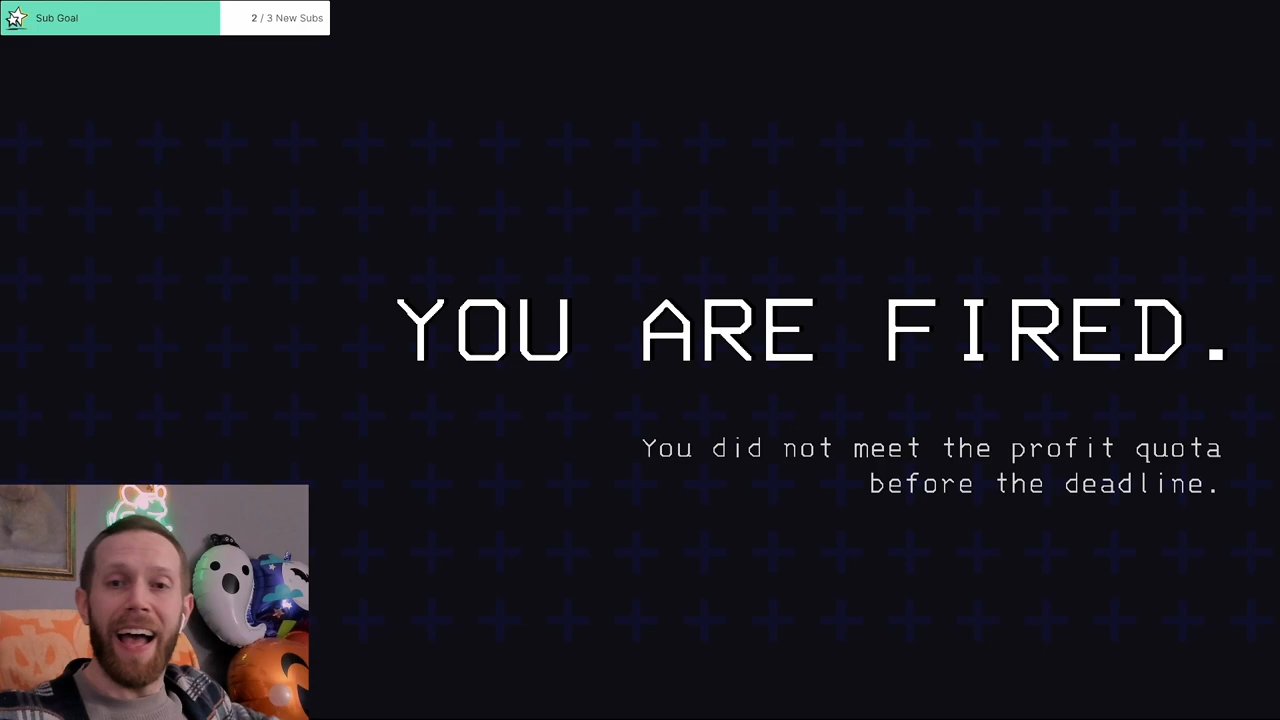 Sub Goal
2 / 3 New Subs
YOU ARE FIRED.
You did not meet the profit quota
before the deadline.